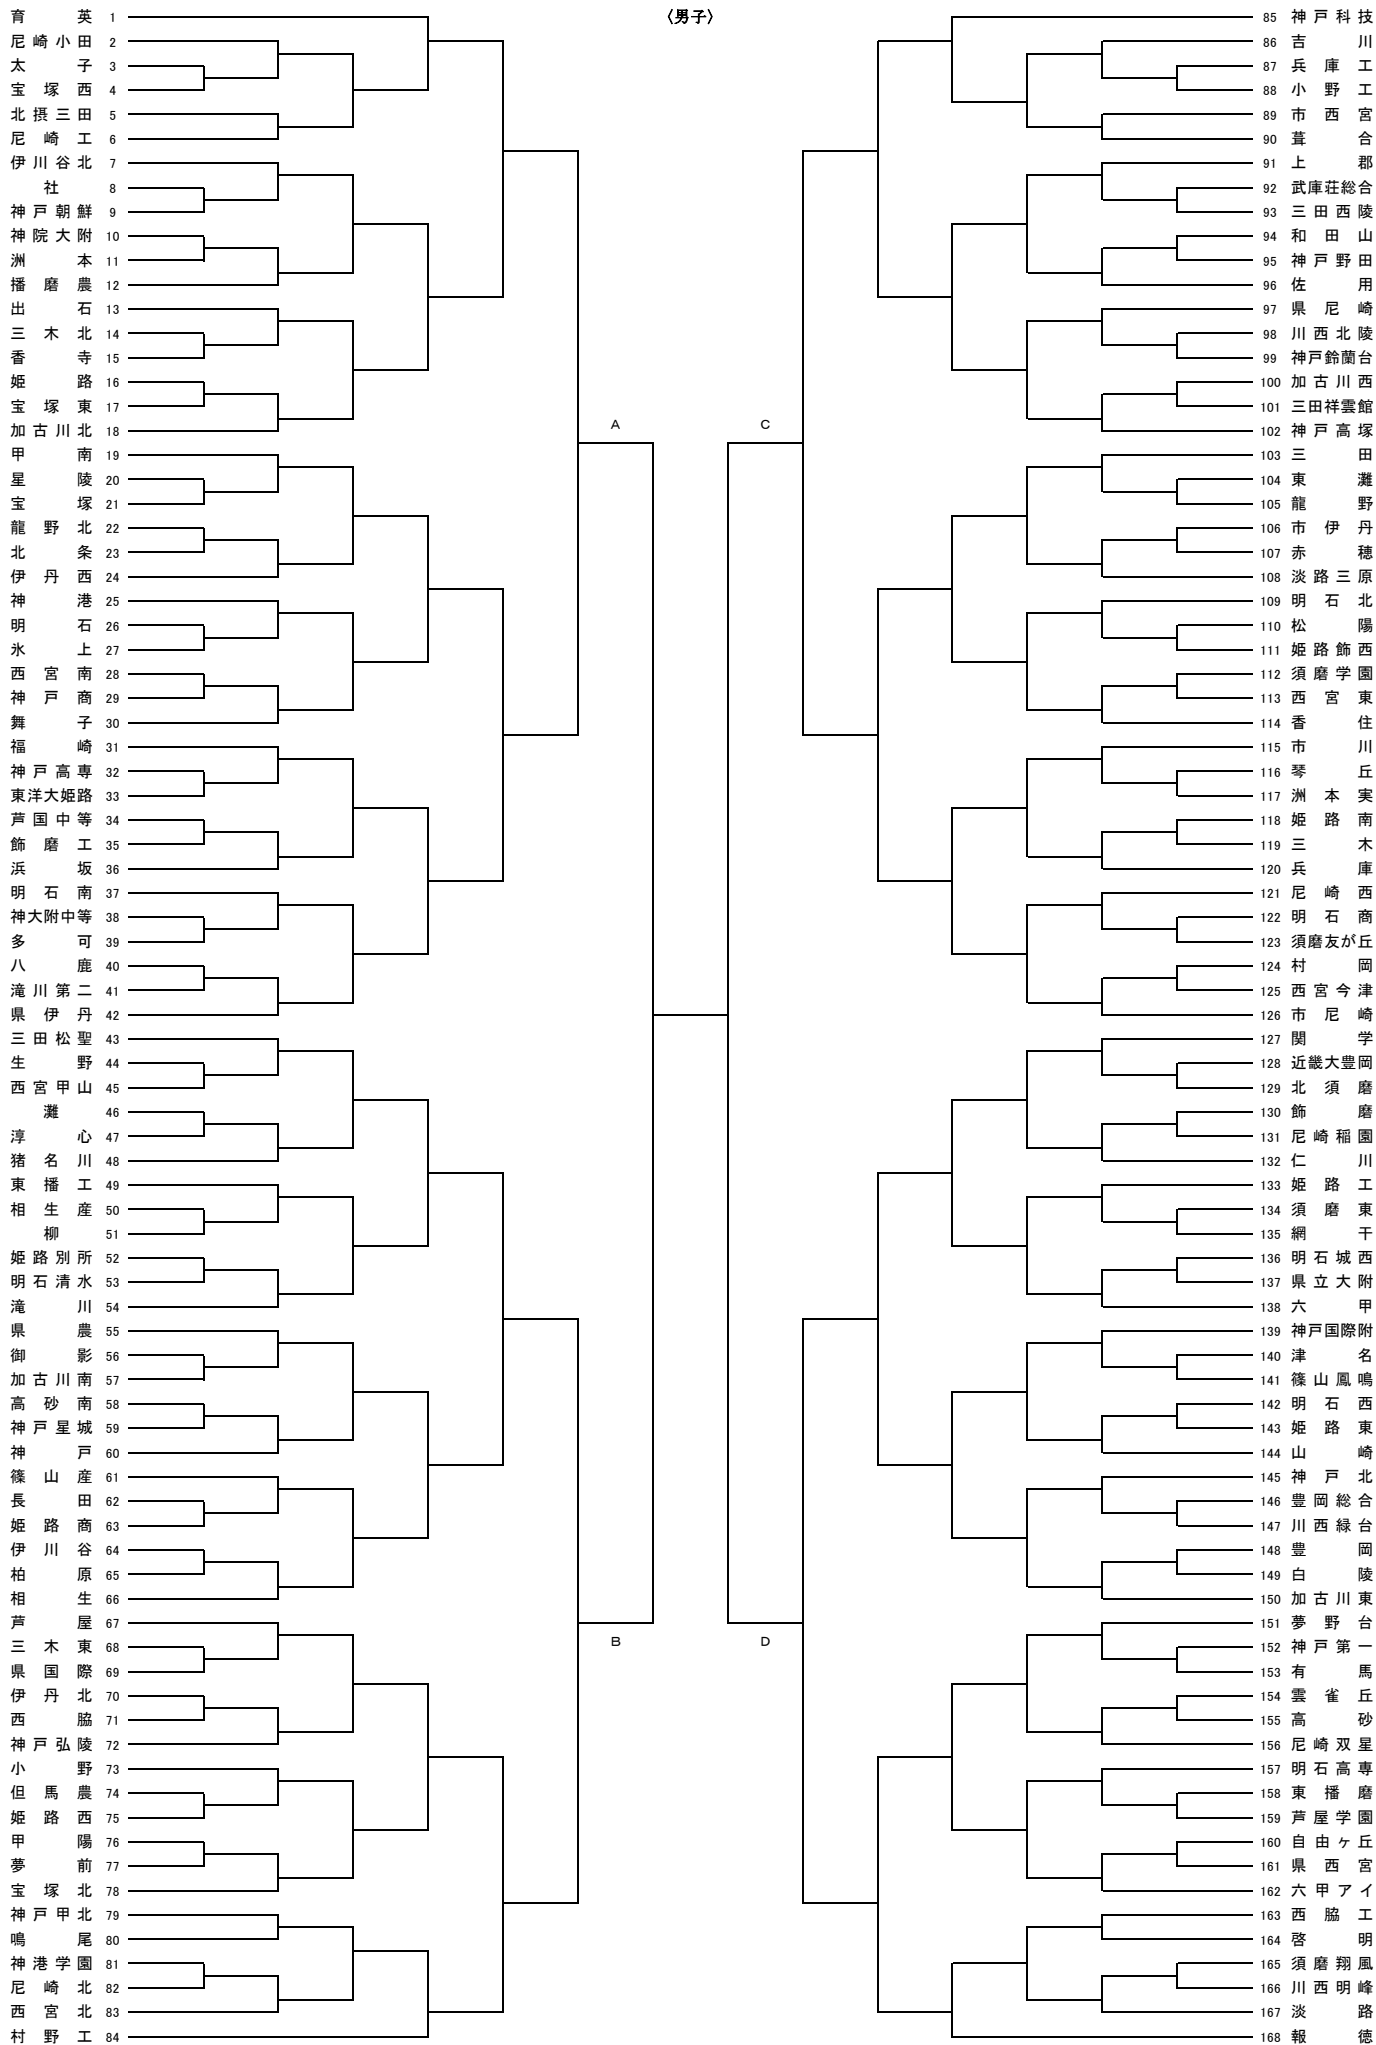 〈男子〉
育英 1
尼崎小田 2
太子 3
宝塚西 4
北摂三田 5
尼崎工 6
伊川谷北 7
社 8
神戸朝鮮 9
神院大附 10
洲本 11
播磨農 12
出石 13
三木北 14
香寺 15
姫路 16
宝塚東 17
加古川北 18
甲南 19
星陵 20
宝塚 21
龍野北 22
北条 23
伊丹西 24
神港 25
明石 26
氷上 27
西宮南 28
神戸商 29
舞子 30
福崎 31
神戸高専 32
東洋大姫路 33
芦国中等 34
飾磨工 35
浜坂 36
明石南 37
神大附中等 38
多可 39
八鹿 40
滝川第二 41
県伊丹 42
三田松聖 43
生野 44
西宮甲山 45
灘 46
淳心 47
猪名川 48
東播工 49
相生産 50
柳 51
姫路別所 52
明石清水 53
滝川 54
県農 55
御影 56
加古川南 57
高砂南 58
神戸星城 59
神戸 60
篠山産 61
長田 62
姫路商 63
伊川谷 64
柏原 65
相生 66
芦屋 67
三木東 68
県国際 69
伊丹北 70
西脇 71
神戸弘陵 72
小野 73
但馬農 74
姫路西 75
甲陽 76
夢前 77
宝塚北 78
神戸甲北 79
鳴尾 80
神港学園 81
尼崎北 82
西宮北 83
村野工 84
A
B
C
D
85 神戸科技
86 吉川
87 兵庫工
88 小野工
89 市西宮
90 葺合
91 上郡
92 武庫荘総合
93 三田西陵
94 和田山
95 神戸野田
96 佐用
97 県尼崎
98 川西北陵
99 神戸鈴蘭台
100 加古川西
101 三田祥雲館
102 神戸高塚
103 三田
104 東灘
105 龍野
106 市伊丹
107 赤穂
108 淡路三原
109 明石北
110 松陽
111 姫路飾西
112 須磨学園
113 西宮東
114 香住
115 市川
116 琴丘
117 洲本実
118 姫路南
119 三木
120 兵庫
121 尼崎西
122 明石商
123 須磨友が丘
124 村岡
125 西宮今津
126 市尼崎
127 関学
128 近畿大豊岡
129 北須磨
130 飾磨
131 尼崎稲園
132 仁川
133 姫路工
134 須磨東
135 網干
136 明石城西
137 県立大附
138 六甲
139 神戸国際附
140 津名
141 篠山鳳鳴
142 明石西
143 姫路東
144 山崎
145 神戸北
146 豊岡総合
147 川西緑台
148 豊岡
149 白陵
150 加古川東
151 夢野台
152 神戸第一
153 有馬
154 雲雀丘
155 高砂
156 尼崎双星
157 明石高専
158 東播磨
159 芦屋学園
160 自由ヶ丘
161 県西宮
162 六甲アイ
163 西脇工
164 啓明
165 須磨翔風
166 川西明峰
167 淡路
168 報徳